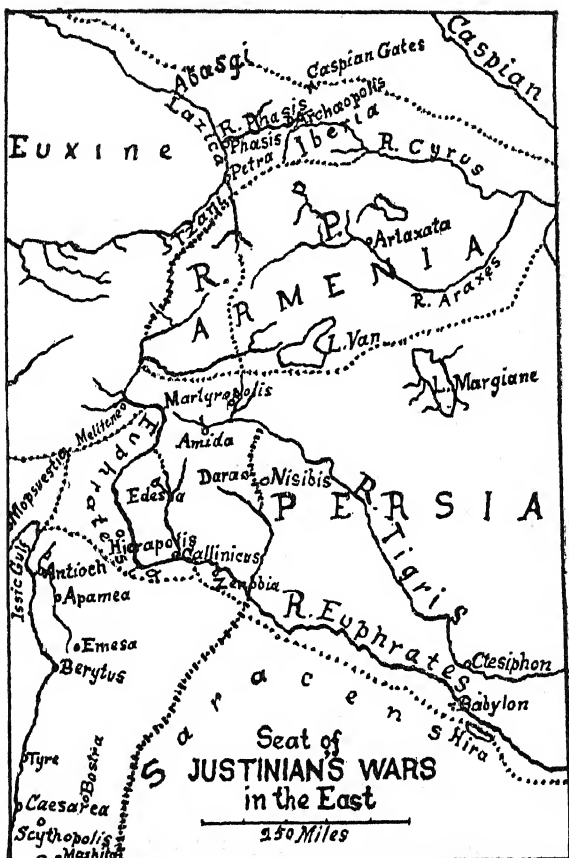 Caspian
Abasgi
Caspian Gates
Lazica
R. Phasis
Archæopolis
Phasis
Iberia
EUXINE
Petra
R. Cyrus
Tzani
P.
Artaxata
R.
ARMENIA
R. Araxes
L. Van
L. Margiane
Martyropolis
Melitene
Amida
Euphrates
Mopsuestia
Dara
Nisibis
Edessa
PERSIA
R. Tigris
Hierapolis
Callinicus
Issic Gulf
Antioch
Zenobia
Apamea
R. Euphrates
Emesa
Ctesiphon
Berytus
Babylon
Saracens
Hira
Seat of
JUSTINIAN'S WARS
in the East
250 Miles
Tyre
Bostra
Caesarea
Scythopolis